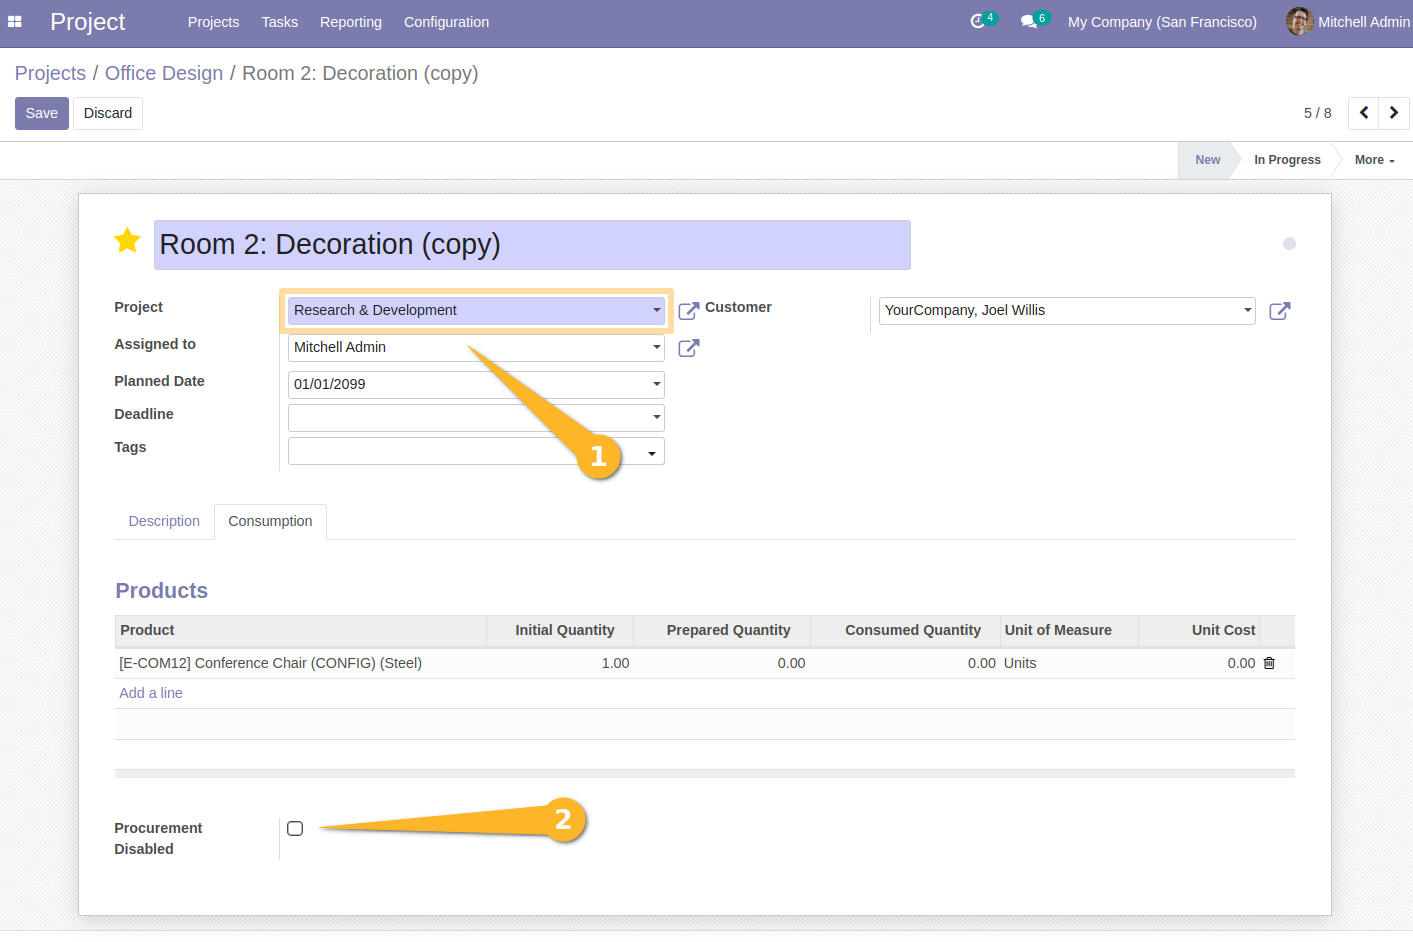 Project Projects Tasks Reporting Configuration 4 6 My Company (San Francisco) Mitchell Admin
Projects / Office Design / Room 2: Decoration (copy)
Save Discard 5 / 8
New In Progress More
Room 2: Decoration (copy)
Project Research & Development Customer YourCompany, Joel Willis
Assigned to Mitchell Admin
Planned Date 01/01/2099
Deadline
Tags
1
Description Consumption
Products
Product Initial Quantity Prepared Quantity Consumed Quantity Unit of Measure Unit Cost
[E-COM12] Conference Chair (CONFIG) (Steel) 1.00 0.00 0.00 Units 0.00
Add a line
2
Procurement
Disabled